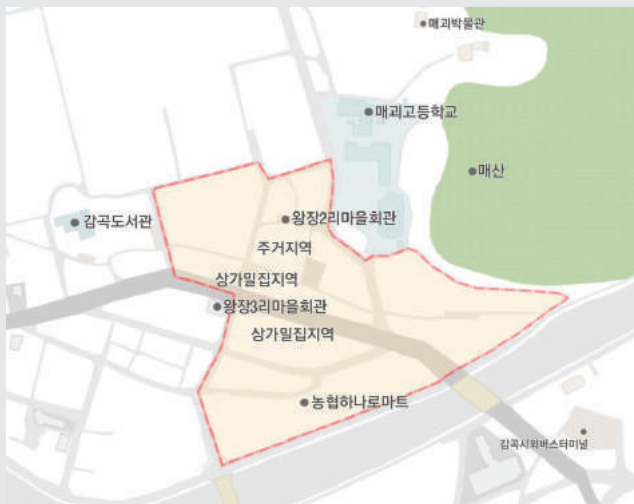 매괴박물관
매괴고등학교
매산
왕장2리마을회관
감곡도서관
주거지역
상가밀집지역
왕장3리마을회관
상가밀집지역
농협하나로마트
감곡시외버스터미널